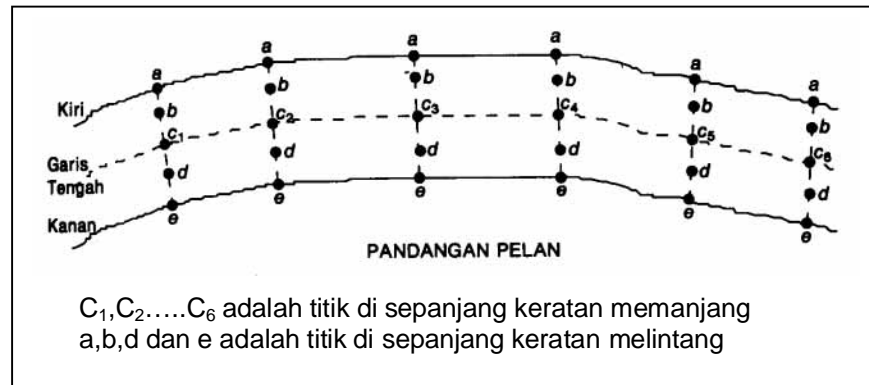 a a a a a a
b b b b b b
Kiri
c1 c2 c3 c4 c5 c6
Garis
Tengah
d d d d d d
Kanan
e e e e e e
PANDANGAN PELAN
C1,C2.....C6 adalah titik di sepanjang keratan memanjang
a,b,d dan e adalah titik di sepanjang keratan melintang